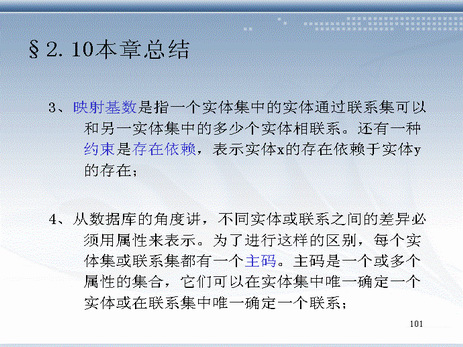 §2.10本章总结
3、映射基数是指一个实体集中的实体通过联系集可以
和另一实体集中的多少个实体相联系。还有一种
约束是存在依赖，表示实体x的存在依赖于实体y
的存在；
4、从数据库的角度讲，不同实体或联系之间的差异必
须用属性来表示。为了进行这样的区别，每个实
体集或联系集都有一个主码。主码是一个或多个
属性的集合，它们可以在实体集中唯一确定一个
实体或在联系集中唯一确定一个联系；
101